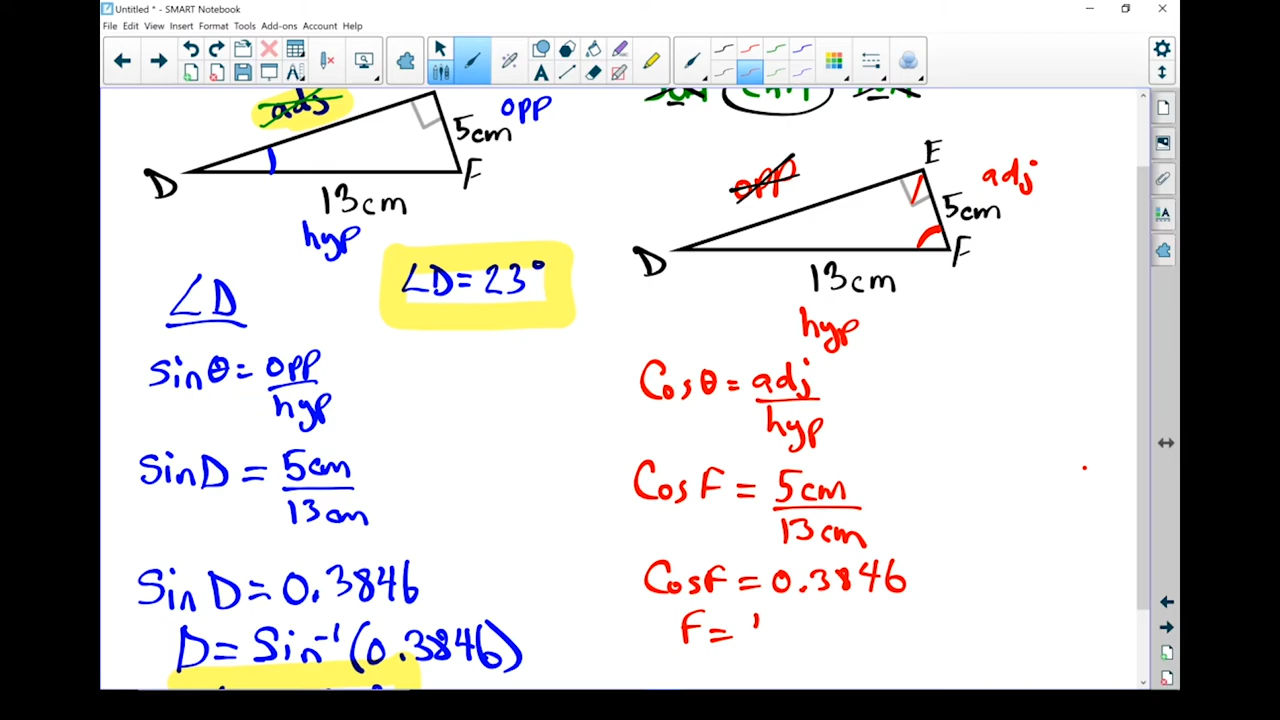 Untitled * - SMART Notebook
File Edit View Insert Format Tools Add-ons Account Help
adj
opp
5cm
D
F
13cm
hyp
∠D = 23°
∠D
sinθ = opp/hyp
sinD = 5cm/13cm
Sin D = 0.3846
D = Sin⁻¹(0.3846)
CAH
opp
E
adj
5cm
D
F
13cm
hyp
Cosθ = adj/hyp
CosF = 5cm/13cm
CosF = 0.3846
F =